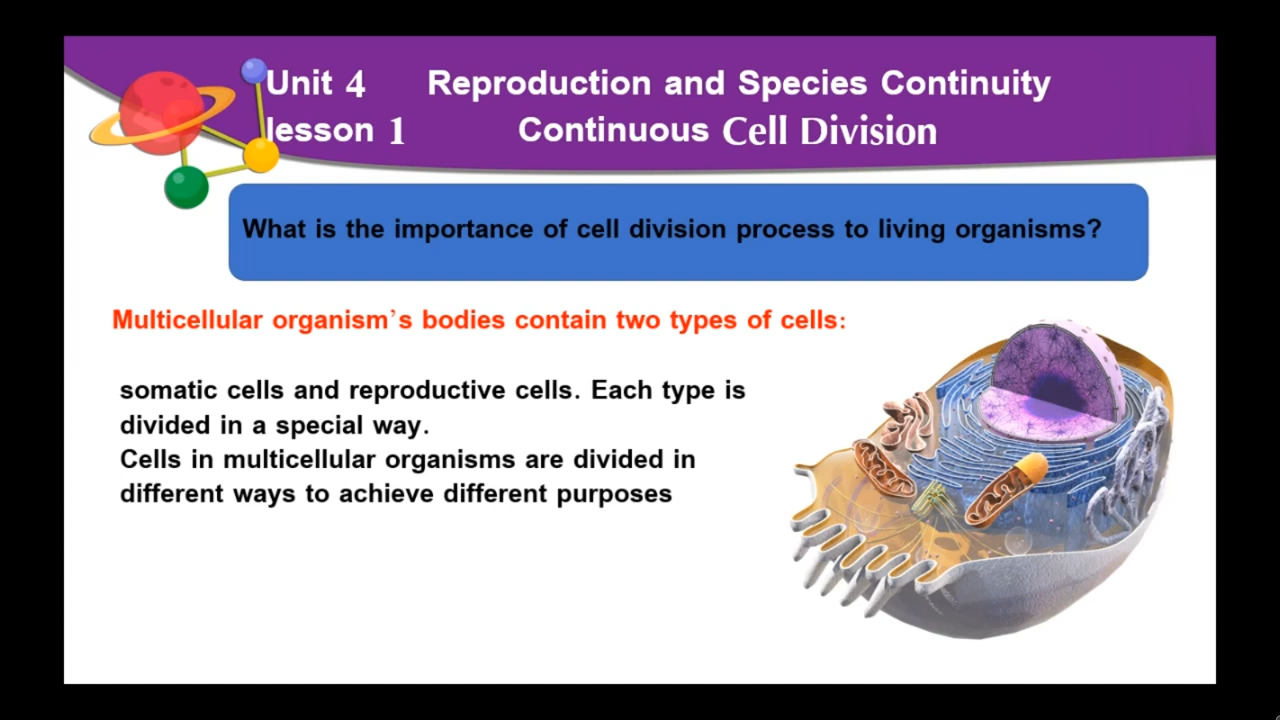 Unit 4 Reproduction and Species Continuity
lesson 1 Continuous Cell Division
What is the importance of cell division process to living organisms?
Multicellular organism's bodies contain two types of cells:
somatic cells and reproductive cells. Each type is
divided in a special way.
Cells in multicellular organisms are divided in
different ways to achieve different purposes